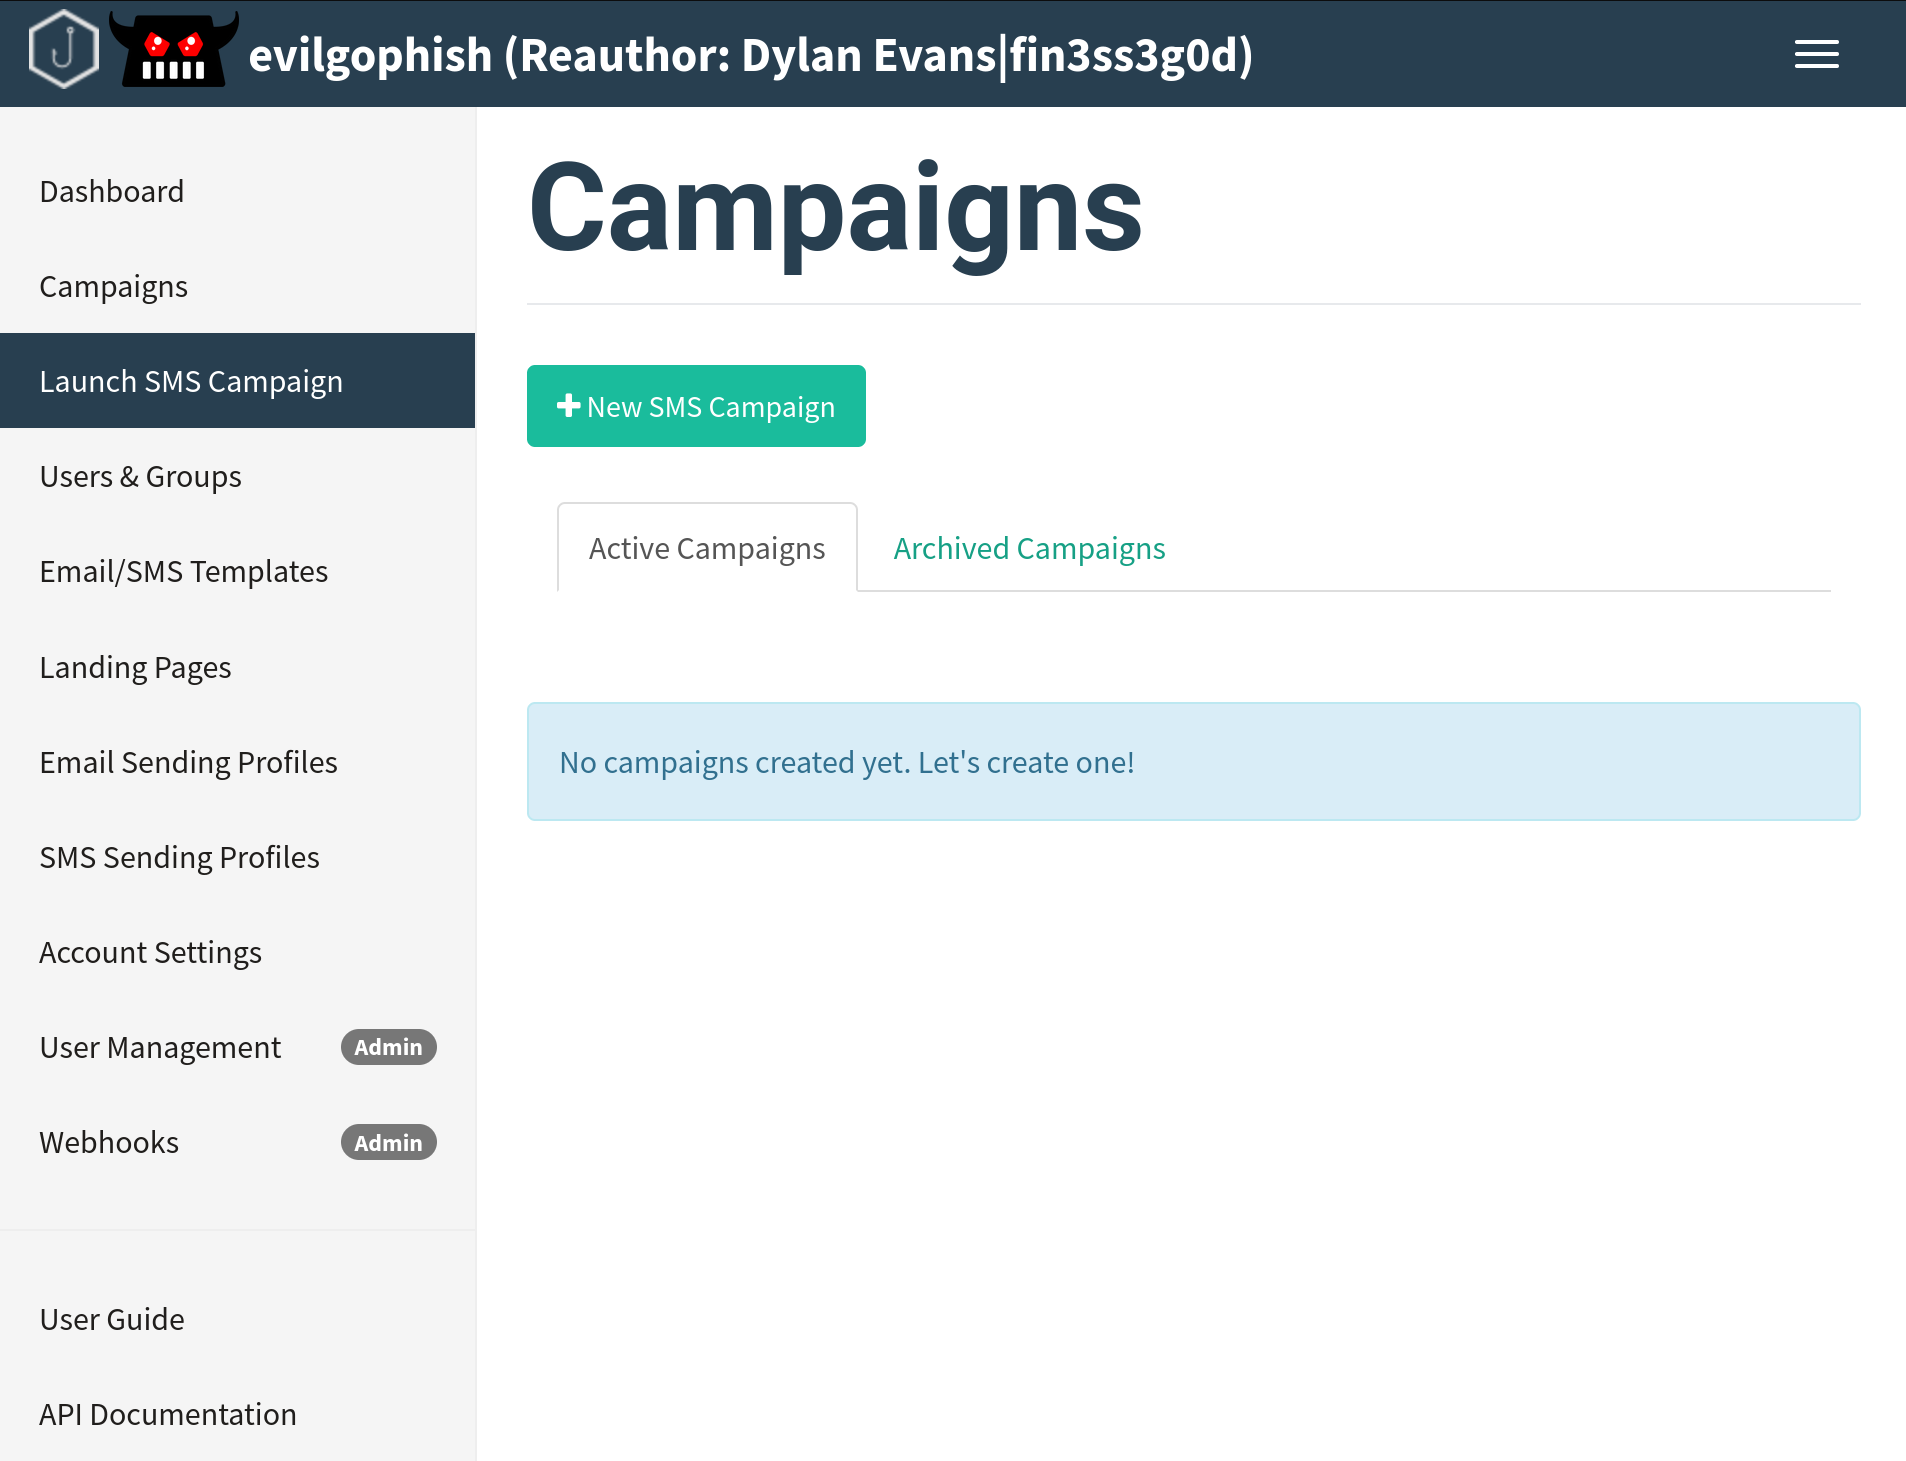 evilgophish (Reauthor: Dylan Evans|fin3ss3g0d)
Dashboard
Campaigns
Launch SMS Campaign
Users & Groups
Email/SMS Templates
Landing Pages
Email Sending Profiles
SMS Sending Profiles
Account Settings
User Management Admin
Webhooks Admin
User Guide
API Documentation
Campaigns
New SMS Campaign
Active Campaigns Archived Campaigns
No campaigns created yet. Let's create one!